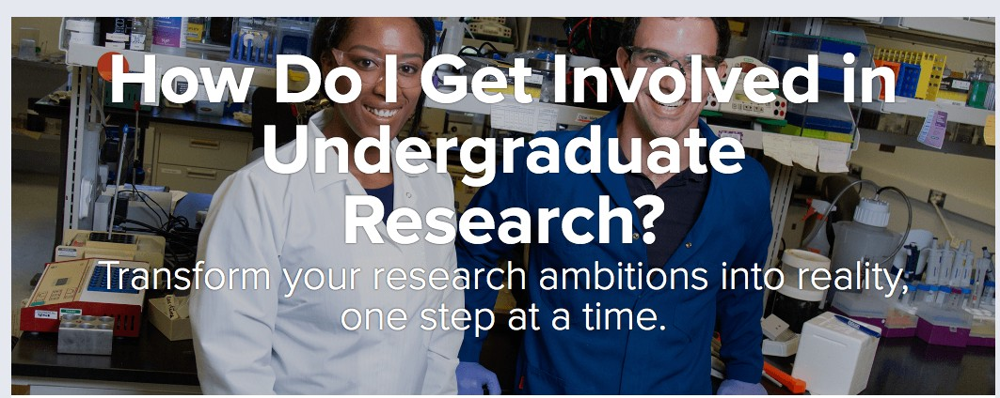 How Do I Get Involved in
Undergraduate
Research?
Transform your research ambitions into reality,
one step at a time.